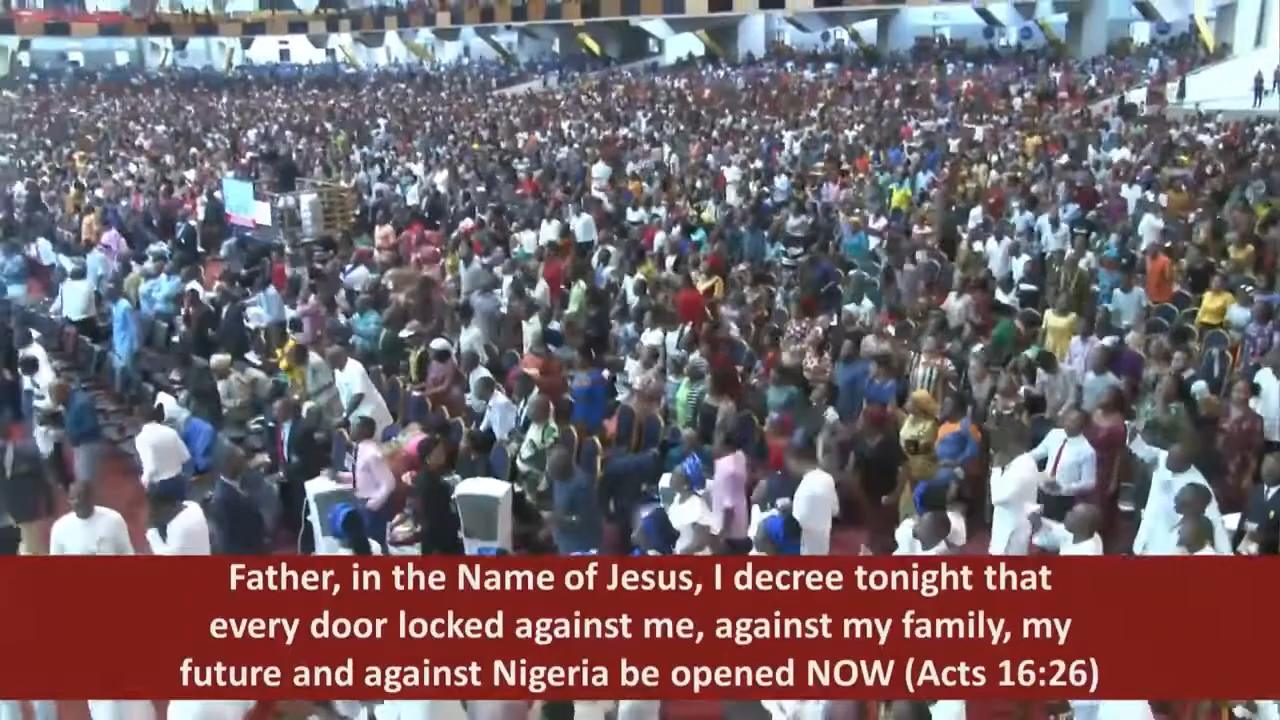 Father, in the Name of Jesus, I decree tonight that
every door locked against me, against my family, my
future and against Nigeria be opened NOW (Acts 16:26)